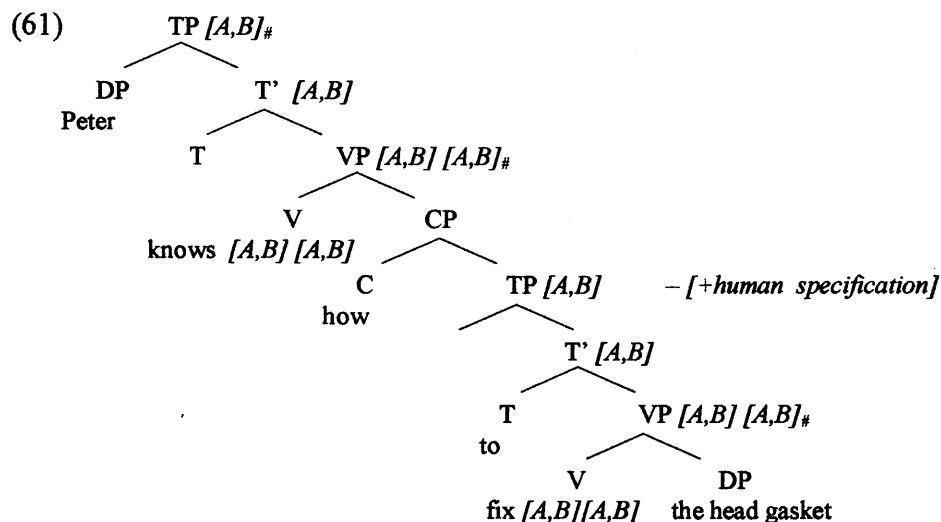 (61) TP [A,B]#
DP T’ [A,B]
Peter
T VP [A,B] [A,B]#
V CP
knows [A,B] [A,B]
C TP [A,B] – [+human specification]
how
T’ [A,B]
T VP [A,B] [A,B]#
to
V DP
fix [A,B][A,B] the head gasket